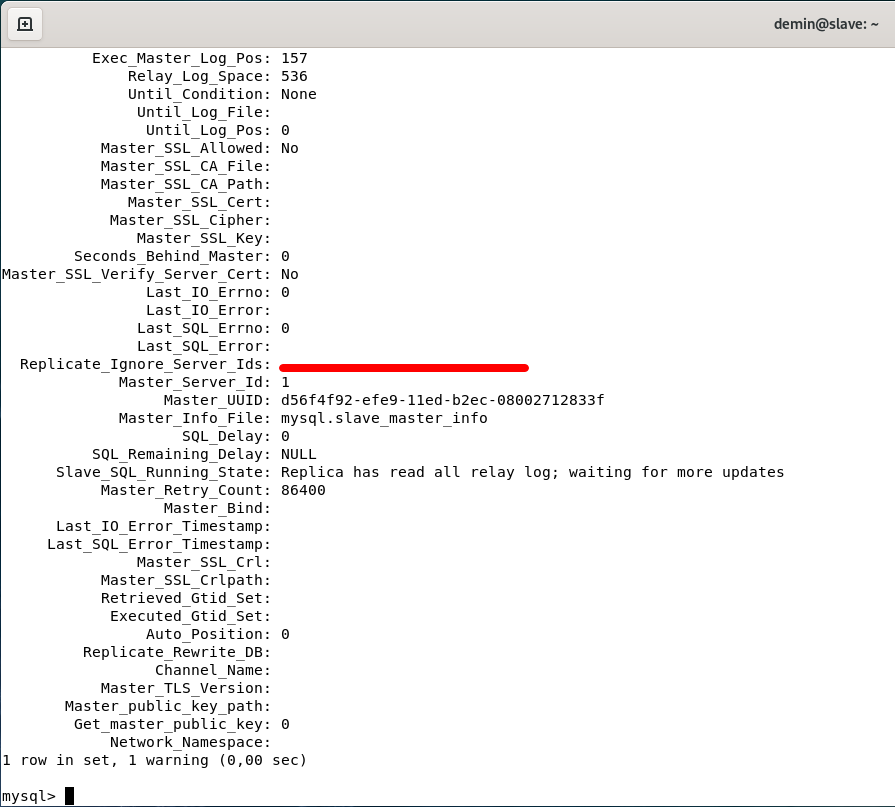 demin@slave: ~
Exec_Master_Log_Pos: 157
Relay_Log_Space: 536
Until_Condition: None
Until_Log_File:
Until_Log_Pos: 0
Master_SSL_Allowed: No
Master_SSL_CA_File:
Master_SSL_CA_Path:
Master_SSL_Cert:
Master_SSL_Cipher:
Master_SSL_Key:
Seconds_Behind_Master: 0
Master_SSL_Verify_Server_Cert: No
Last_IO_Errno: 0
Last_IO_Error:
Last_SQL_Errno: 0
Last_SQL_Error:
Replicate_Ignore_Server_Ids:
Master_Server_Id: 1
Master_UUID: d56f4f92-efe9-11ed-b2ec-08002712833f
Master_Info_File: mysql.slave_master_info
SQL_Delay: 0
SQL_Remaining_Delay: NULL
Slave_SQL_Running_State: Replica has read all relay log; waiting for more updates
Master_Retry_Count: 86400
Master_Bind:
Last_IO_Error_Timestamp:
Last_SQL_Error_Timestamp:
Master_SSL_Crl:
Master_SSL_Crlpath:
Retrieved_Gtid_Set:
Executed_Gtid_Set:
Auto_Position: 0
Replicate_Rewrite_DB:
Channel_Name:
Master_TLS_Version:
Master_public_key_path:
Get_master_public_key: 0
Network_Namespace:
1 row in set, 1 warning (0,00 sec)
mysql>